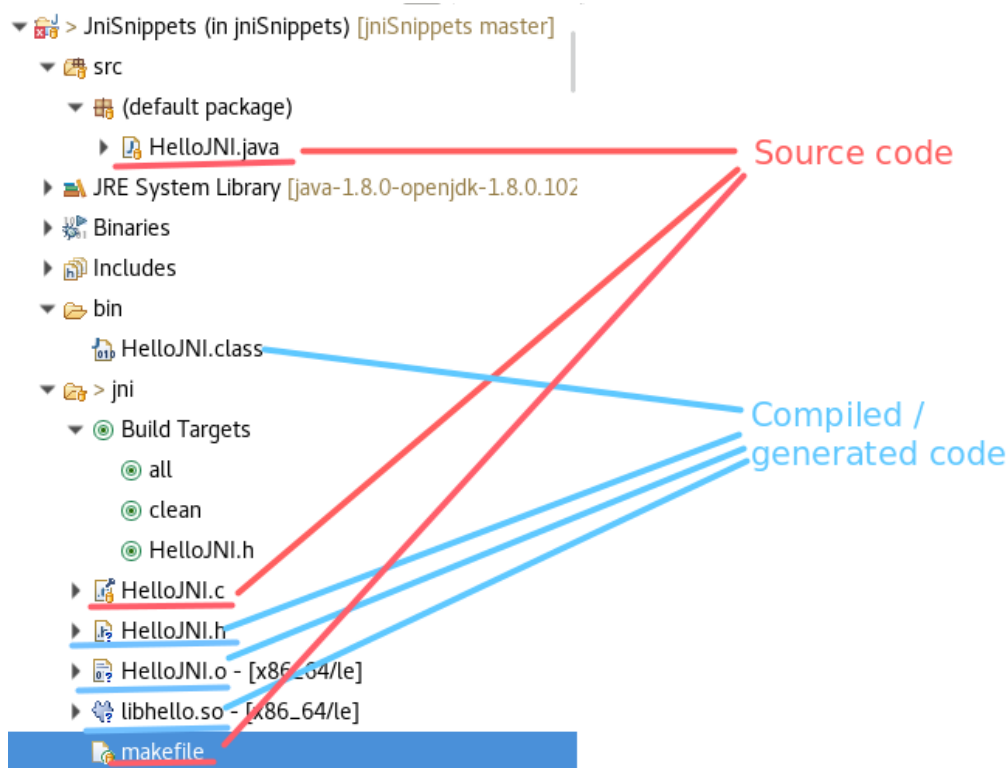 > JniSnippets (in jniSnippets) [jniSnippets master]
src
(default package)
HelloJNI.java
Source code
JRE System Library [java-1.8.0-openjdk-1.8.0.102
Binaries
Includes
bin
HelloJNI.class
> jni
Compiled /
generated code
Build Targets
all
clean
HelloJNI.h
HelloJNI.c
HelloJNI.h
HelloJNI.o - [x86_64/le]
libhello.so - [x86_64/le]
makefile